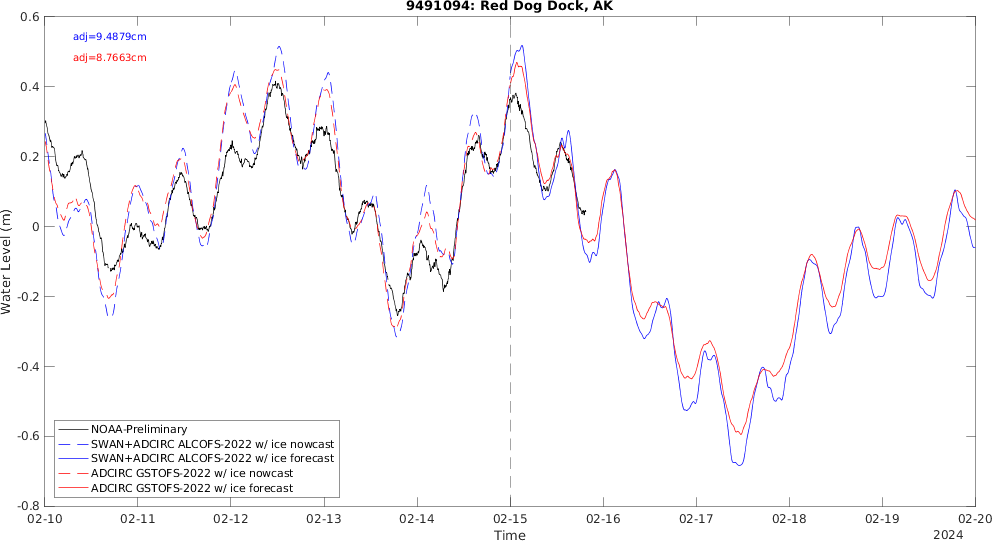 9491094: Red Dog Dock, AK
adj=9.4879cm
adj=8.7663cm
Water Level (m)
0.6
0.4
0.2
0
-0.2
-0.4
-0.6
-0.8
NOAA-Preliminary
SWAN+ADCIRC ALCOFS-2022 w/ ice nowcast
SWAN+ADCIRC ALCOFS-2022 w/ ice forecast
ADCIRC GSTOFS-2022 w/ ice nowcast
ADCIRC GSTOFS-2022 w/ ice forecast
02-10 02-11 02-12 02-13 02-14 02-15 02-16 02-17 02-18 02-19 02-20
Time
2024